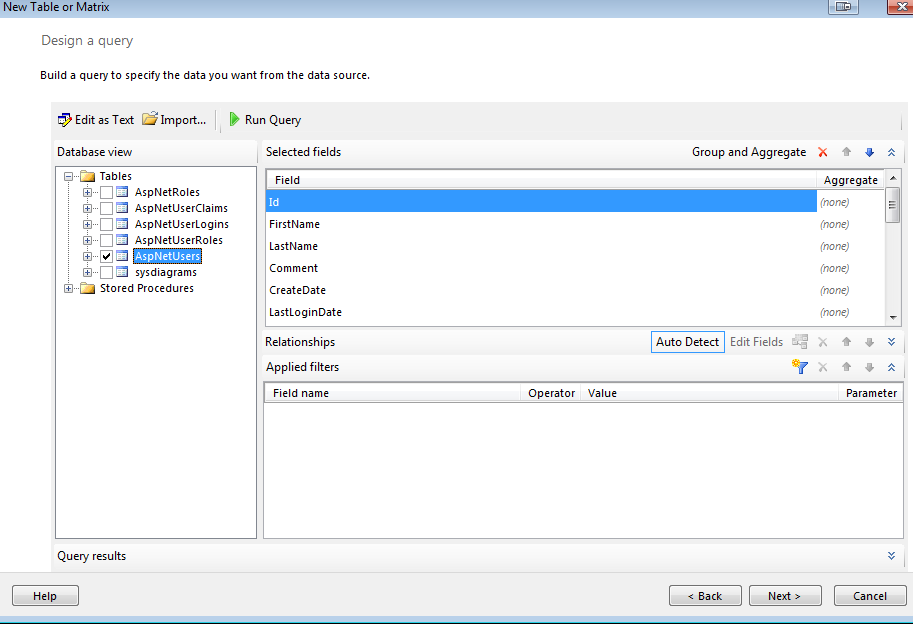 New Table or Matrix
Design a query
Build a query to specify the data you want from the data source.
Edit as Text Import... Run Query
Database view
Tables
AspNetRoles
AspNetUserClaims
AspNetUserLogins
AspNetUserRoles
AspNetUsers
sysdiagrams
Stored Procedures
Selected fields Group and Aggregate
Field Aggregate
Id (none)
FirstName (none)
LastName (none)
Comment (none)
CreateDate (none)
LastLoginDate (none)
Relationships Auto Detect Edit Fields
Applied filters
Field name Operator Value Parameter
Query results
Help < Back Next > Cancel